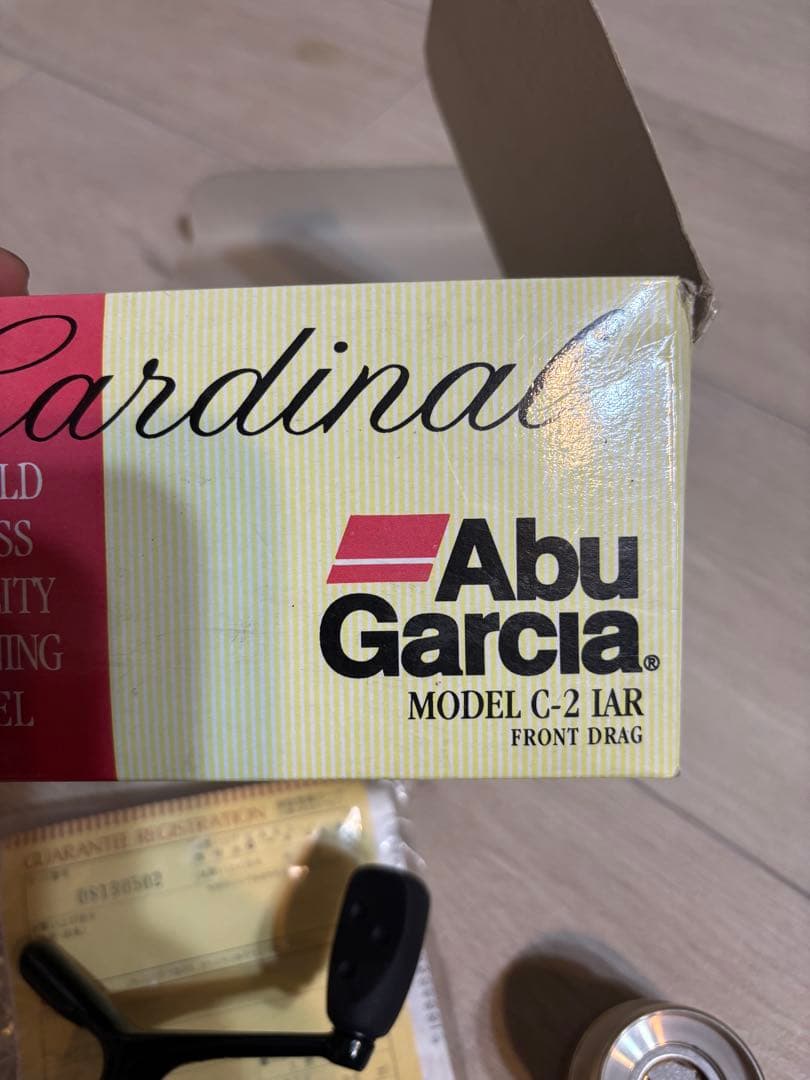 Cardinal
LD
SS
ITY
ING
EL
Abu
Garcia®
MODEL C-2 IAR
FRONT DRAG
GUARANTEE REGISTRATION